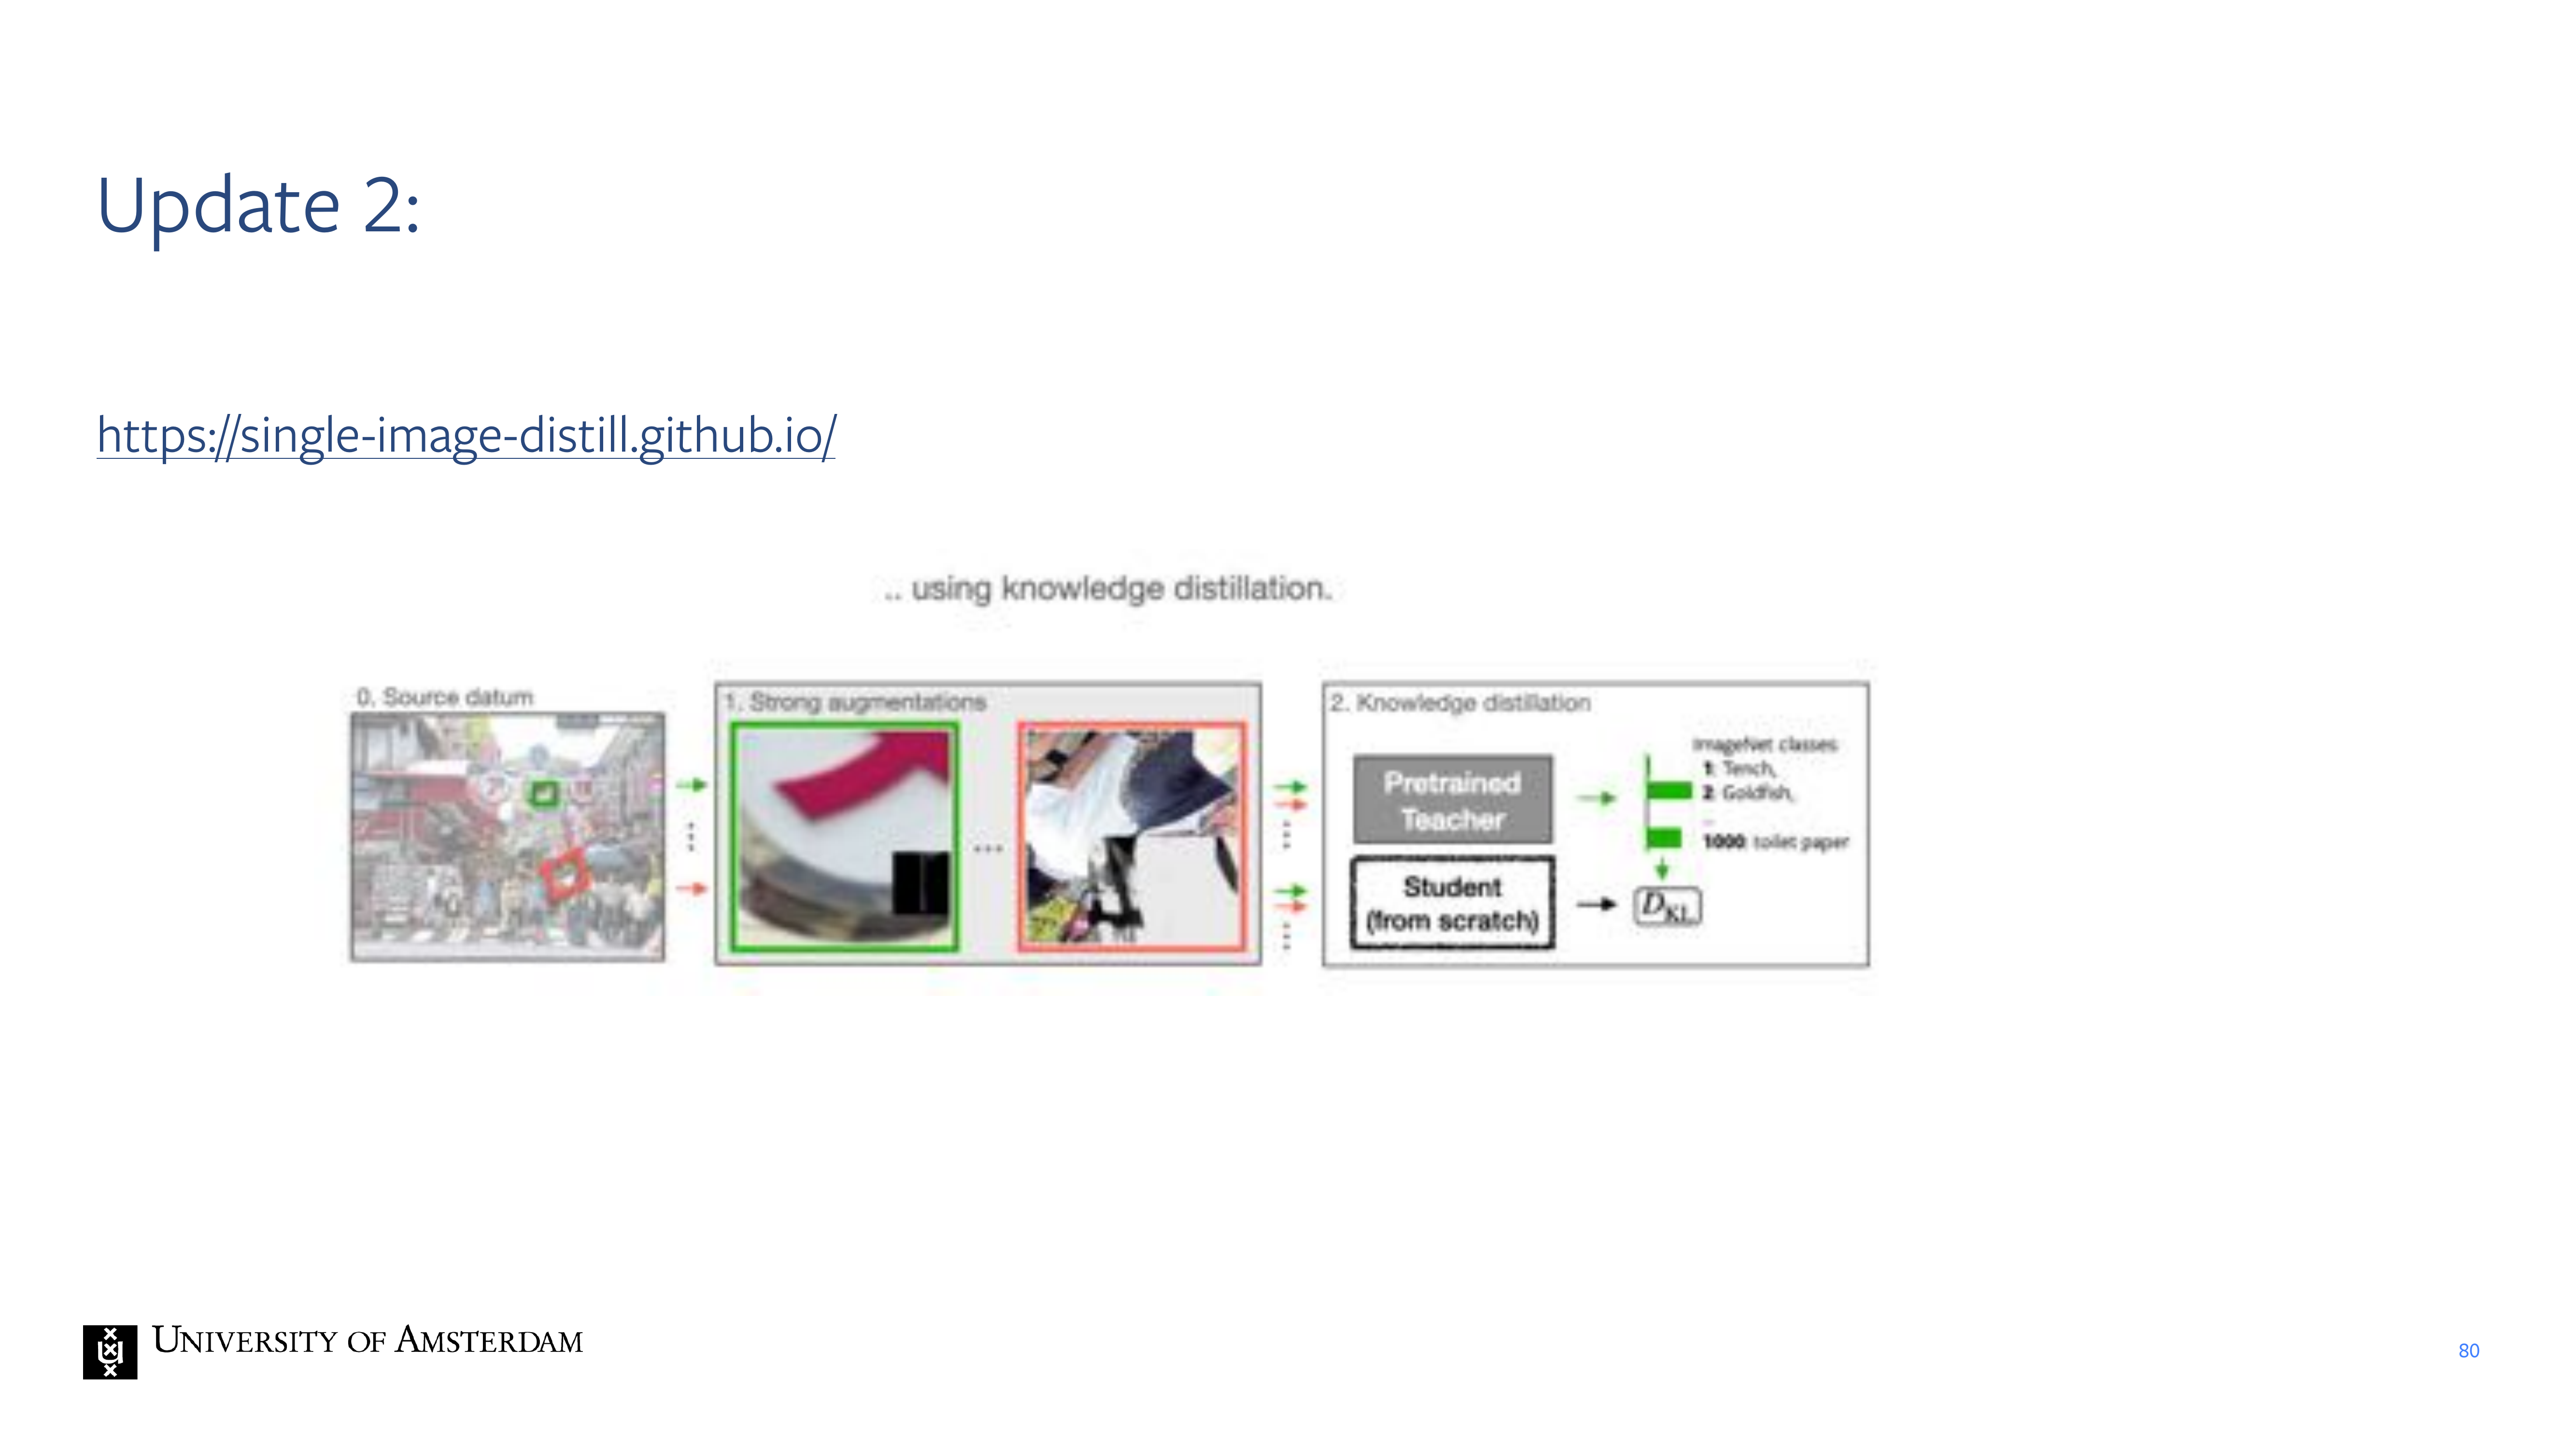 Update 2:
https://single-image-distill.github.io/
.. using knowledge distillation.
0. Source datum
1. Strong augmentations
2. Knowledge distillation
ImageNet classes
1: Tench,
2: Goldfish,
..
1000: toilet paper
Pretrained
Teacher
Student
(from scratch)
D_KL
UNIVERSITY OF AMSTERDAM
80